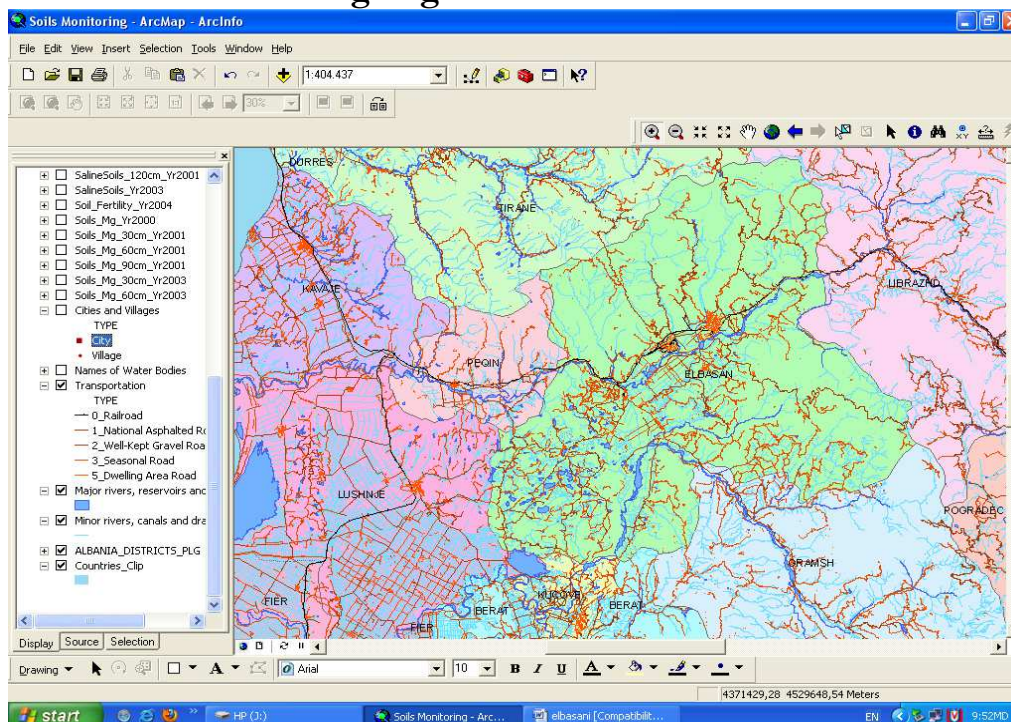 Soils Monitoring - ArcMap - ArcInfo
File Edit View Insert Selection Tools Window Help
1:404.437
30%
SalineSoils_120cm_Yr2001
SalineSoils_Yr2003
Soil_Fertility_Yr2004
Soils_Mg_Yr2000
Soils_Mg_30cm_Yr2001
Soils_Mg_60cm_Yr2001
Soils_Mg_90cm_Yr2001
Soils_Mg_30cm_Yr2003
Soils_Mg_60cm_Yr2003
Cities and Villages
TYPE
City
Village
Names of Water Bodies
Transportation
TYPE
0_Railroad
1_National Asphalted Ro
2_Well-Kept Gravel Roa
3_Seasonal Road
5_Dwelling Area Road
Major rivers, reservoirs and
Minor rivers, canals and dra
ALBANIA_DISTRICTS_PLG
Countries_Clip
Display Source Selection
DURRES
TIRANE
KAVAJE
LIBRAZHD
PEQIN
ELBASAN
LUSHNJE
POGRADEC
GRAMSH
KUCOVE
FIER
BERAT
BERAT
FIER
Drawing
A
Arial
10
B I U A
4371429,28 4529648,54 Meters
start
HP (J:)
Soils Monitoring - Arc...
elbasani [Compatibilit...
EN
9:52MD